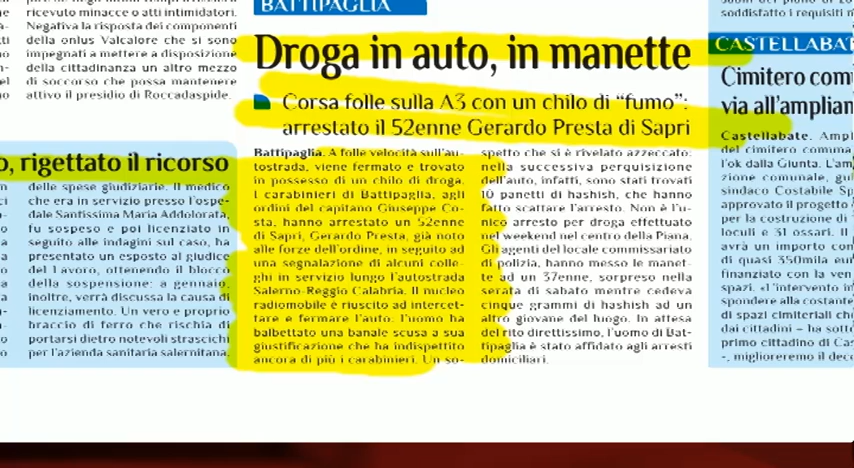 ricevuto minacce o atti intimidatori.
Negativa la risposta dei componenti
della onlus Valcalore che si sono
impegnati a mettere a disposizione
della cittadinanza un altro mezzo
di soccorso che possa mantenere
attivo il presidio di Roccadaspide.
o, rigettato il ricorso
delle spese giudiziarie. Il medico
che era in servizio presso l'ospe-
dale Santissima Maria Addolorata,
fu sospeso e poi licenziato in
seguito alle indagini sul caso, ha
presentato un esposto al giudice
del Lavoro, ottenendo il blocco
della sospensione: a gennaio,
inoltre, verrà discussa la causa di
licenziamento. Un vero e proprio
braccio di ferro che rischia di
portarsi dietro notevoli strascichi
per l'azienda sanitaria salernitana.
BATTIPAGLIA
Droga in auto, in manette
Corsa folle sulla A3 con un chilo di "fumo":
arrestato il 52enne Gerardo Presta di Sapri
Battipaglia. A folle velocità sull'au-
tostrada, viene fermato e trovato
in possesso di un chilo di droga.
I carabinieri di Battipaglia, agli
ordini del capitano Giuseppe Co-
sta, hanno arrestato un 52enne
di Sapri, Gerardo Presta, già noto
alle forze dell'ordine, in seguito ad
una segnalazione di alcuni colle-
ghi in servizio lungo l'autostrada
Salerno-Reggio Calabria. Il nucleo
radiomobile è riuscito ad intercet-
tare e fermare l'auto: l'uomo ha
balbettato una banale scusa a sua
giustificazione che ha indispettito
ancora di più i carabinieri. Un so-
spetto che si è rivelato azzeccato:
nella successiva perquisizione
dell'auto, infatti, sono stati trovati
10 panetti di hashish, che hanno
fatto scattare l'arresto. Non è l'u-
nico arresto per droga effettuato
nel weekend nel centro della Piana.
Gli agenti del locale commissariato
di polizia, hanno messo le manet-
te ad un 37enne, sorpreso nella
serata di sabato mentre cedeva
cinque grammi di hashish ad un
altro giovane del luogo. In attesa
del rito direttissimo, l'uomo di Bat-
tipaglia è stato affidato agli arresti
domiciliari.
soddisfatto i requisiti
CASTELLABAT
Cimitero com
via all'amplian
Castellabate. Ampl
del cimitero comuna
l'ok dalla Giunta. L'am
zione comunale, gu
sindaco Costabile Sp
approvato il progetto
per la costruzione di
loculi e 31 ossari. Il
avrà un importo con
di quasi 350mila eur
finanziato con la ven
spazi. «L'intervento
spondere alla costante
di spazi cimiteriali ch
dai cittadini – ha sotto
primo cittadino di Cas
-, miglioreremo il deco